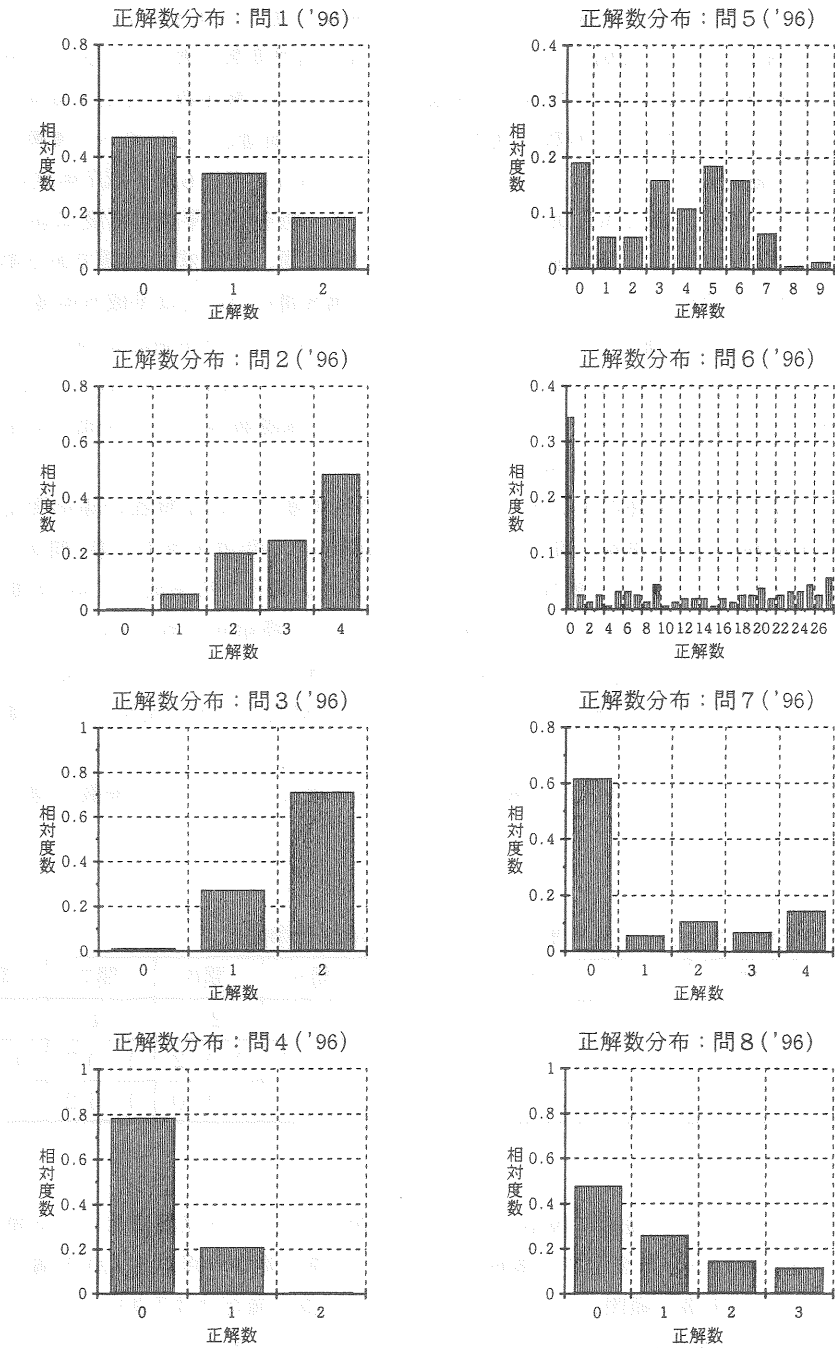 正解数分布：問1('96)
0.8
0.6
0.4
0.2
0
相対度数
0 1 2
正解数
正解数分布：問5('96)
0.4
0.3
0.2
0.1
0
相対度数
0 1 2 3 4 5 6 7 8 9
正解数
正解数分布：問2('96)
0.8
0.6
0.4
0.2
0
相対度数
0 1 2 3 4
正解数
正解数分布：問6('96)
0.4
0.3
0.2
0.1
0
相対度数
0 2 4 6 8 10 12 14 16 18 20 22 24 26
正解数
正解数分布：問3('96)
1
0.8
0.6
0.4
0.2
0
相対度数
0 1 2
正解数
正解数分布：問7('96)
0.8
0.6
0.4
0.2
0
相対度数
0 1 2 3 4
正解数
正解数分布：問4('96)
1
0.8
0.6
0.4
0.2
0
相対度数
0 1 2
正解数
正解数分布：問8('96)
1
0.8
0.6
0.4
0.2
0
相対度数
0 1 2 3
正解数